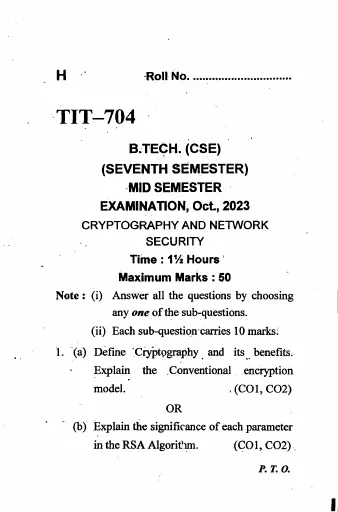 H Roll No. ...............................
TIT–704
B.TECH. (CSE)
(SEVENTH SEMESTER)
MID SEMESTER
EXAMINATION, Oct., 2023
CRYPTOGRAPHY AND NETWORK
SECURITY
Time : 1½ Hours
Maximum Marks : 50
Note : (i) Answer all the questions by choosing
any one of the sub-questions.
(ii) Each sub-question carries 10 marks.
1. (a) Define Cryptography and its benefits.
Explain the Conventional encryption
model. (CO1, CO2)
OR
(b) Explain the significance of each parameter
in the RSA Algorithm. (CO1, CO2)
P. T. O.